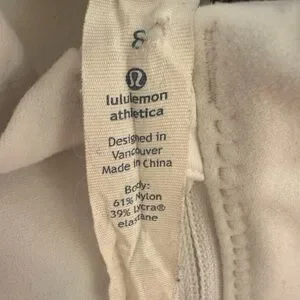 8
lululemon
athletica
Designed in
Vancouver
Made in China
Body:
61% Nylon
39% Lycra®
elastane